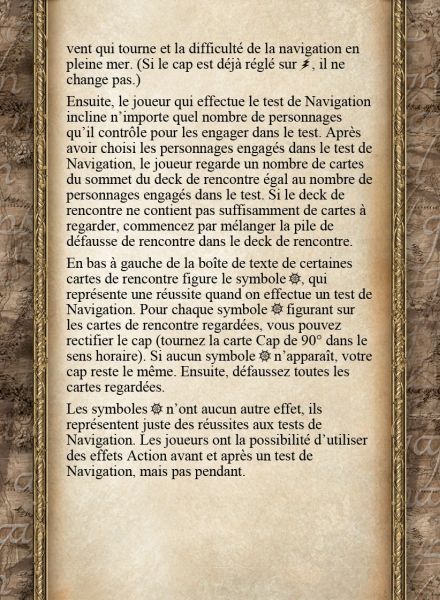 vent qui tourne et la difficulté de la navigation en
pleine mer. (Si le cap est déjà réglé sur , il ne
change pas.)
Ensuite, le joueur qui effectue le test de Navigation
incline n’importe quel nombre de personnages
qu’il contrôle pour les engager dans le test. Après
avoir choisi les personnages engagés dans le test de
Navigation, le joueur regarde un nombre de cartes
du sommet du deck de rencontre égal au nombre de
personnages engagés dans le test. Si le deck de
rencontre ne contient pas suffisamment de cartes à
regarder, commencez par mélanger la pile de
défausse de rencontre dans le deck de rencontre.
En bas à gauche de la boîte de texte de certaines
cartes de rencontre figure le symbole , qui
représente une réussite quand on effectue un test de
Navigation. Pour chaque symbole figurant sur
les cartes de rencontre regardées, vous pouvez
rectifier le cap (tournez la carte Cap de 90° dans le
sens horaire). Si aucun symbole n’apparaît, votre
cap reste le même. Ensuite, défaussez toutes les
cartes regardées.
Les symboles n’ont aucun autre effet, ils
représentent juste des réussites aux tests de
Navigation. Les joueurs ont la possibilité d’utiliser
des effets Action avant et après un test de
Navigation, mais pas pendant.